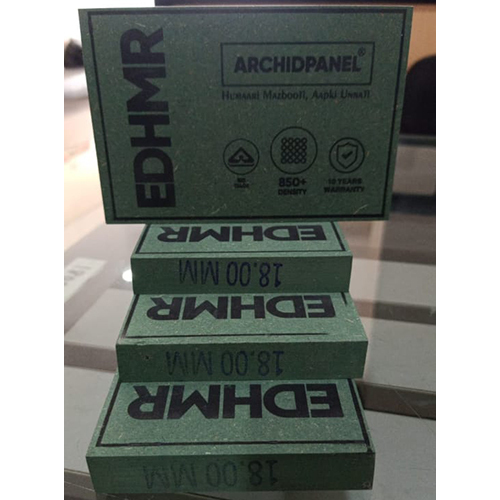 EDHMR
ARCHIDPANEL®
HUMARI MAZBOOTI, AAPKI UNNATI
850+
DENSITY
10 YEARS
WARRANTY
EDHMR
18.00 MM
EDHMR
18.00 MM
EDHMR
18.00 MM